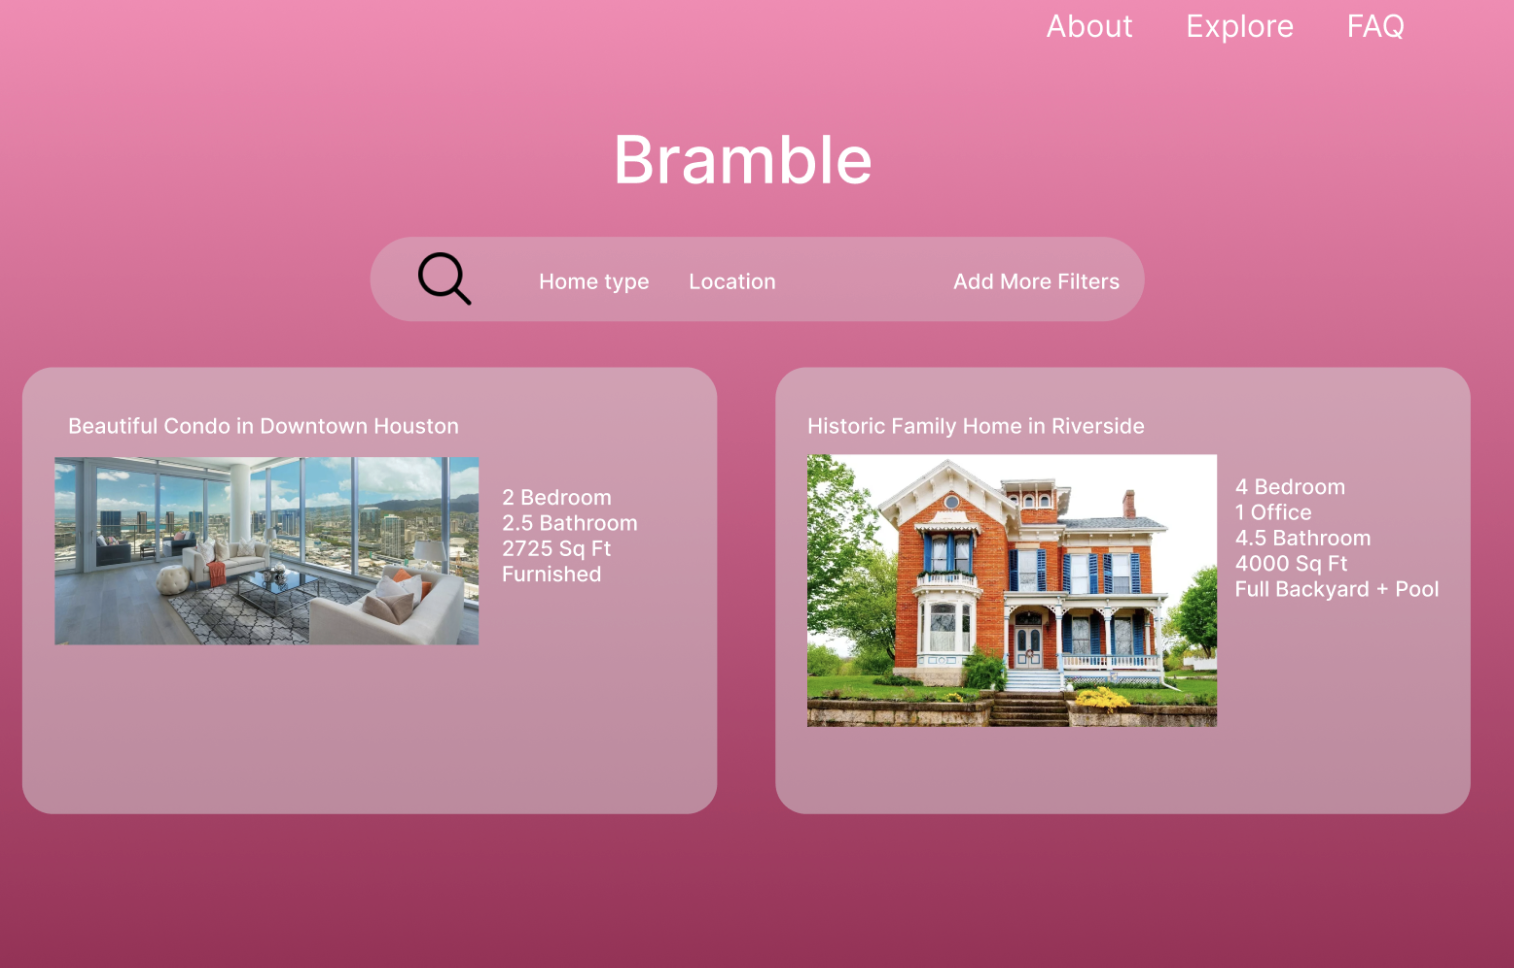 About Explore FAQ
Bramble
Home type Location Add More Filters
Beautiful Condo in Downtown Houston
2 Bedroom
2.5 Bathroom
2725 Sq Ft
Furnished
Historic Family Home in Riverside
4 Bedroom
1 Office
4.5 Bathroom
4000 Sq Ft
Full Backyard + Pool